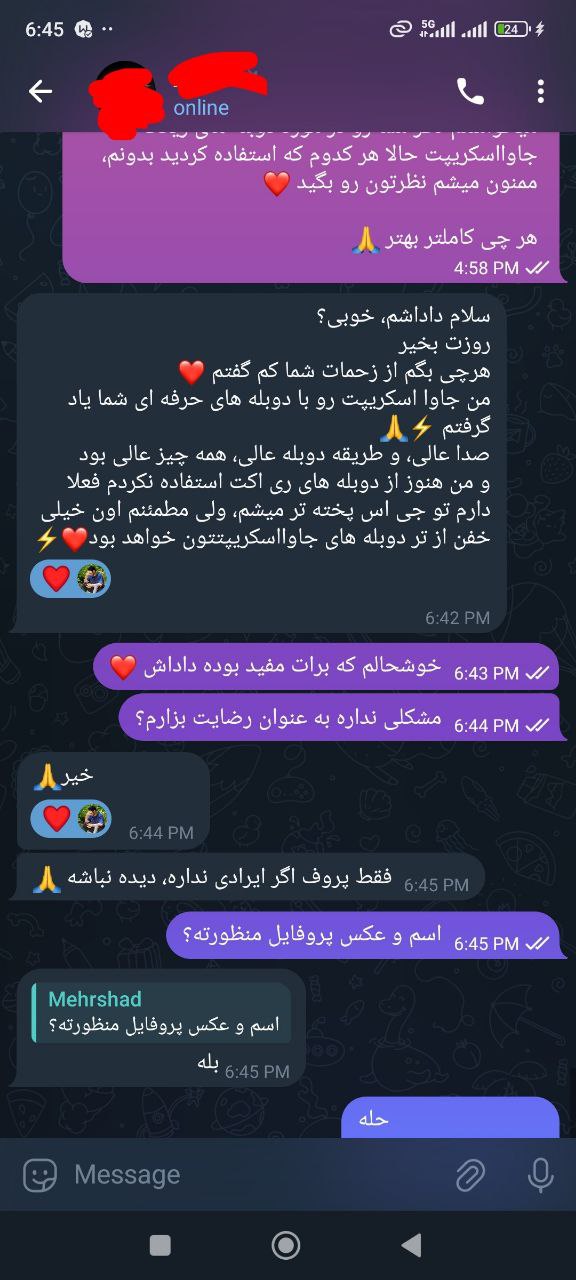 6:45
5G
24
online
جاوااسکریپت حالا هر کدوم که استفاده کردید بدونم،
ممنون میشم نظرتون رو بگید ❤️
هر چی کاملتر بهتر 🙏
4:58 PM
سلام داداشم، خوبی؟
روزت بخیر
هرچی بگم از زحمات شما کم گفتم ❤️
من جاوا اسکریپت رو با دوبله های حرفه ای شما یاد
گرفتم ⚡🙏
صدا عالی، و طریقه دوبله عالی، همه چیز عالی بود
و من هنوز از دوبله های ری اکت استفاده نکردم فعلا
دارم تو جی اس پخته تر میشم، ولی مطمئنم اون خیلی
خفن از تر دوبله های جاوااسکریپتتون خواهد بود❤️⚡
6:42 PM
خوشحالم که برات مفید بوده داداش ❤️
6:43 PM
مشکلی نداره به عنوان رضایت بزارم؟
6:44 PM
خیر🙏
6:44 PM
فقط پروف اگر ایرادی نداره، دیده نباشه 🙏
6:45 PM
اسم و عکس پروفایل منظورته؟
6:45 PM
Mehrshad
اسم و عکس پروفایل منظورته؟
بله
6:45 PM
حله
Message